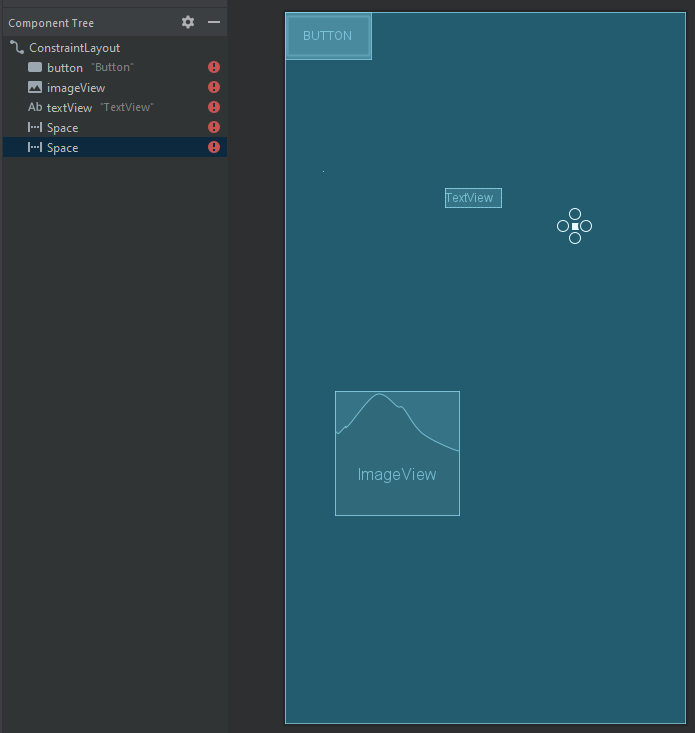 Component Tree
ConstraintLayout
button "Button"
imageView
Ab textView "TextView"
Space
Space
BUTTON
TextView
ImageView